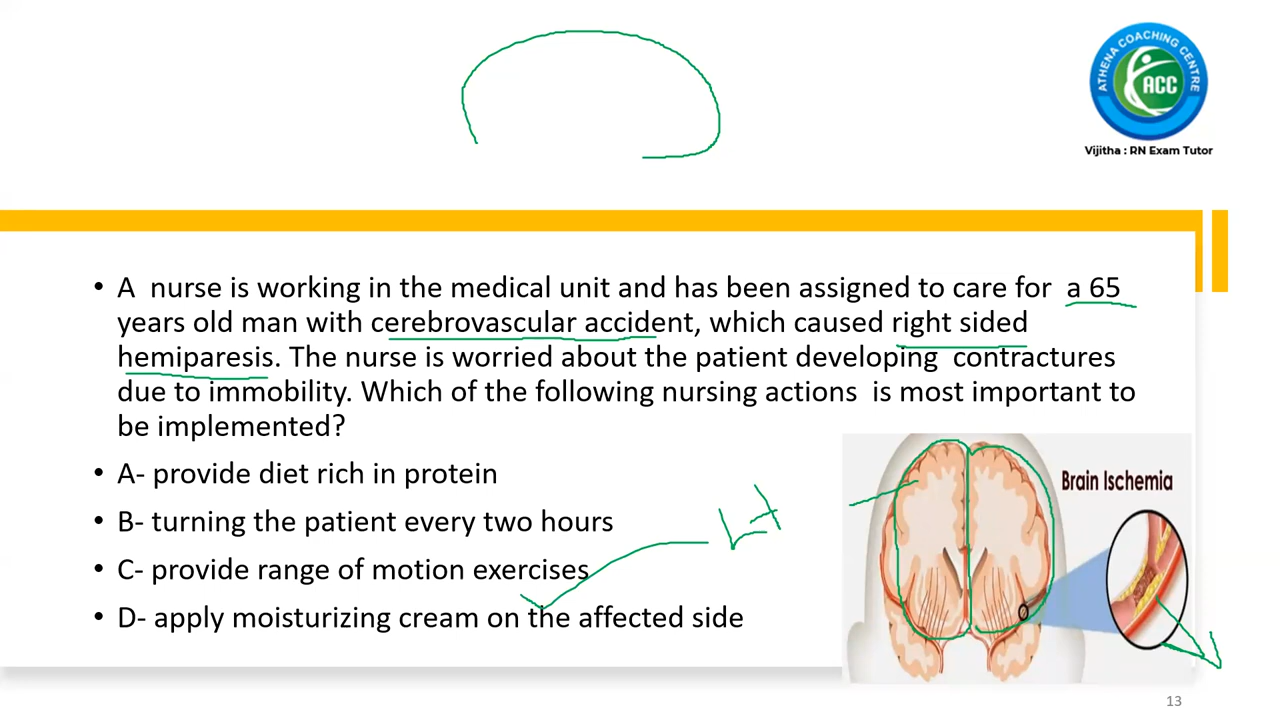 ATHENA COACHING CENTRE
ACC
Vijitha : RN Exam Tutor
• A nurse is working in the medical unit and has been assigned to care for a 65
years old man with cerebrovascular accident, which caused right sided
hemiparesis. The nurse is worried about the patient developing contractures
due to immobility. Which of the following nursing actions is most important to
be implemented?
• A- provide diet rich in protein
• B- turning the patient every two hours
• C- provide range of motion exercises
• D- apply moisturizing cream on the affected side
Brain Ischemia
13